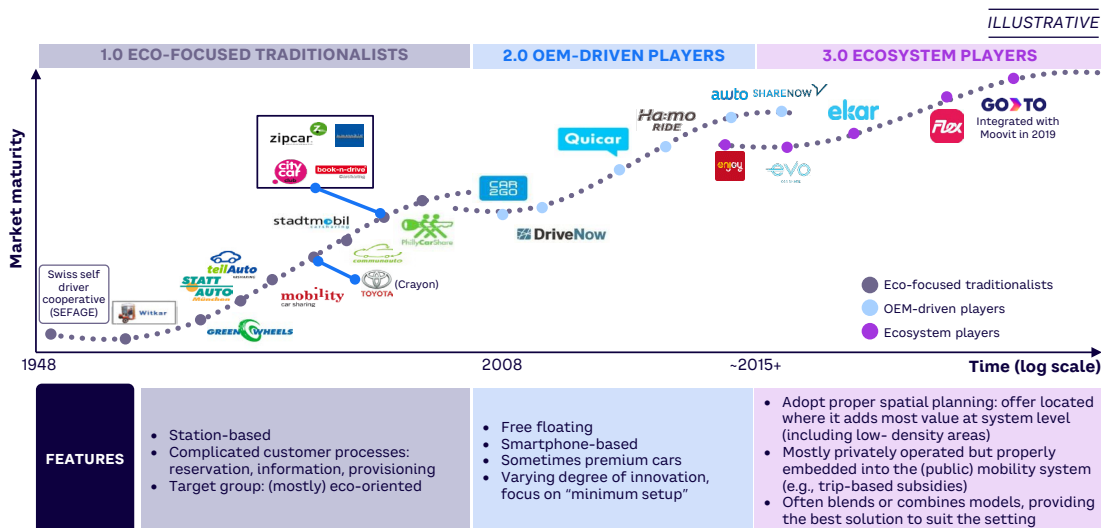 ILLUSTRATIVE
1.0 ECO-FOCUSED TRADITIONALISTS
2.0 OEM-DRIVEN PLAYERS
3.0 ECOSYSTEM PLAYERS
Market maturity
Swiss self
driver
cooperative
(SEFAGE)
Witkar
tellAuto
STATT
AUTO
München
GREENWHEELS
zipcar
city
car
club
book-n-drive
Carsharing
stadtmobil
carsharing
mobility
car sharing
PhillyCarShare
communauto
TOYOTA
(Crayon)
CAR
2GO
DriveNow
Quicar
Ha:mo
RIDE
awto
SHARENOW
enjoy
evo
ekar
Flex
GOTO
Integrated with
Moovit in 2019
Eco-focused traditionalists
OEM-driven players
Ecosystem players
1948
2008
~2015+
Time (log scale)
FEATURES
• Station-based
• Complicated customer processes:
reservation, information, provisioning
• Target group: (mostly) eco-oriented
• Free floating
• Smartphone-based
• Sometimes premium cars
• Varying degree of innovation,
focus on “minimum setup”
• Adopt proper spatial planning: offer located
where it adds most value at system level
(including low- density areas)
• Mostly privately operated but properly
embedded into the (public) mobility system
(e.g., trip-based subsidies)
• Often blends or combines models, providing
the best solution to suit the setting